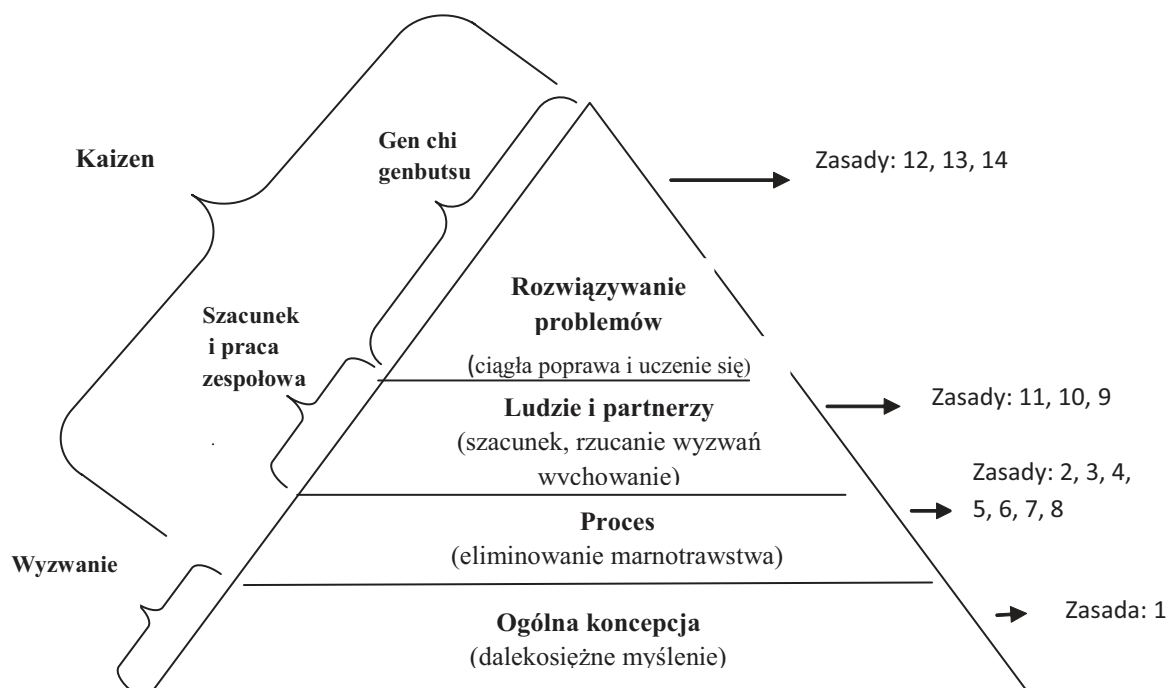 Kaizen
Gen chi
genbutsu
Szacunek
i praca
zespołowa
Wyzwanie
Rozwiązywanie
problemów
(ciągła poprawa i uczenie się)
Ludzie i partnerzy
(szacunek, rzucanie wyzwań
wychowanie)
Proces
(eliminowanie marnotrawstwa)
Ogólna koncepcja
(dalekosiężne myślenie)
Zasady: 12, 13, 14
Zasady: 11, 10, 9
Zasady: 2, 3, 4,
5, 6, 7, 8
Zasada: 1